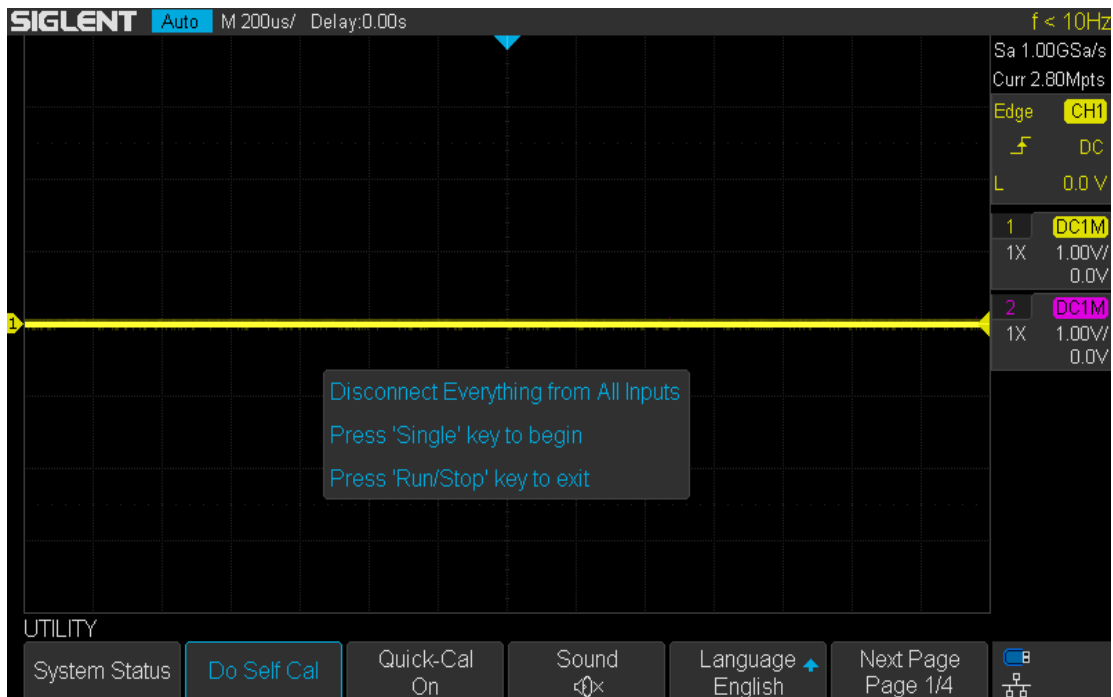 SIGLENT Auto M 200us/ Delay:0.00s f < 10Hz
Sa 1.00GSa/s
Curr 2.80Mpts
Edge CH1
DC
L 0.0 V
1 DC1M
1X 1.00V/
0.0V
2 DC1M
1X 1.00V/
0.0V
1
Disconnect Everything from All Inputs
Press 'Single' key to begin
Press 'Run/Stop' key to exit
UTILITY
System Status
Do Self Cal
Quick-Cal
On
Sound
Language
English
Next Page
Page 1/4